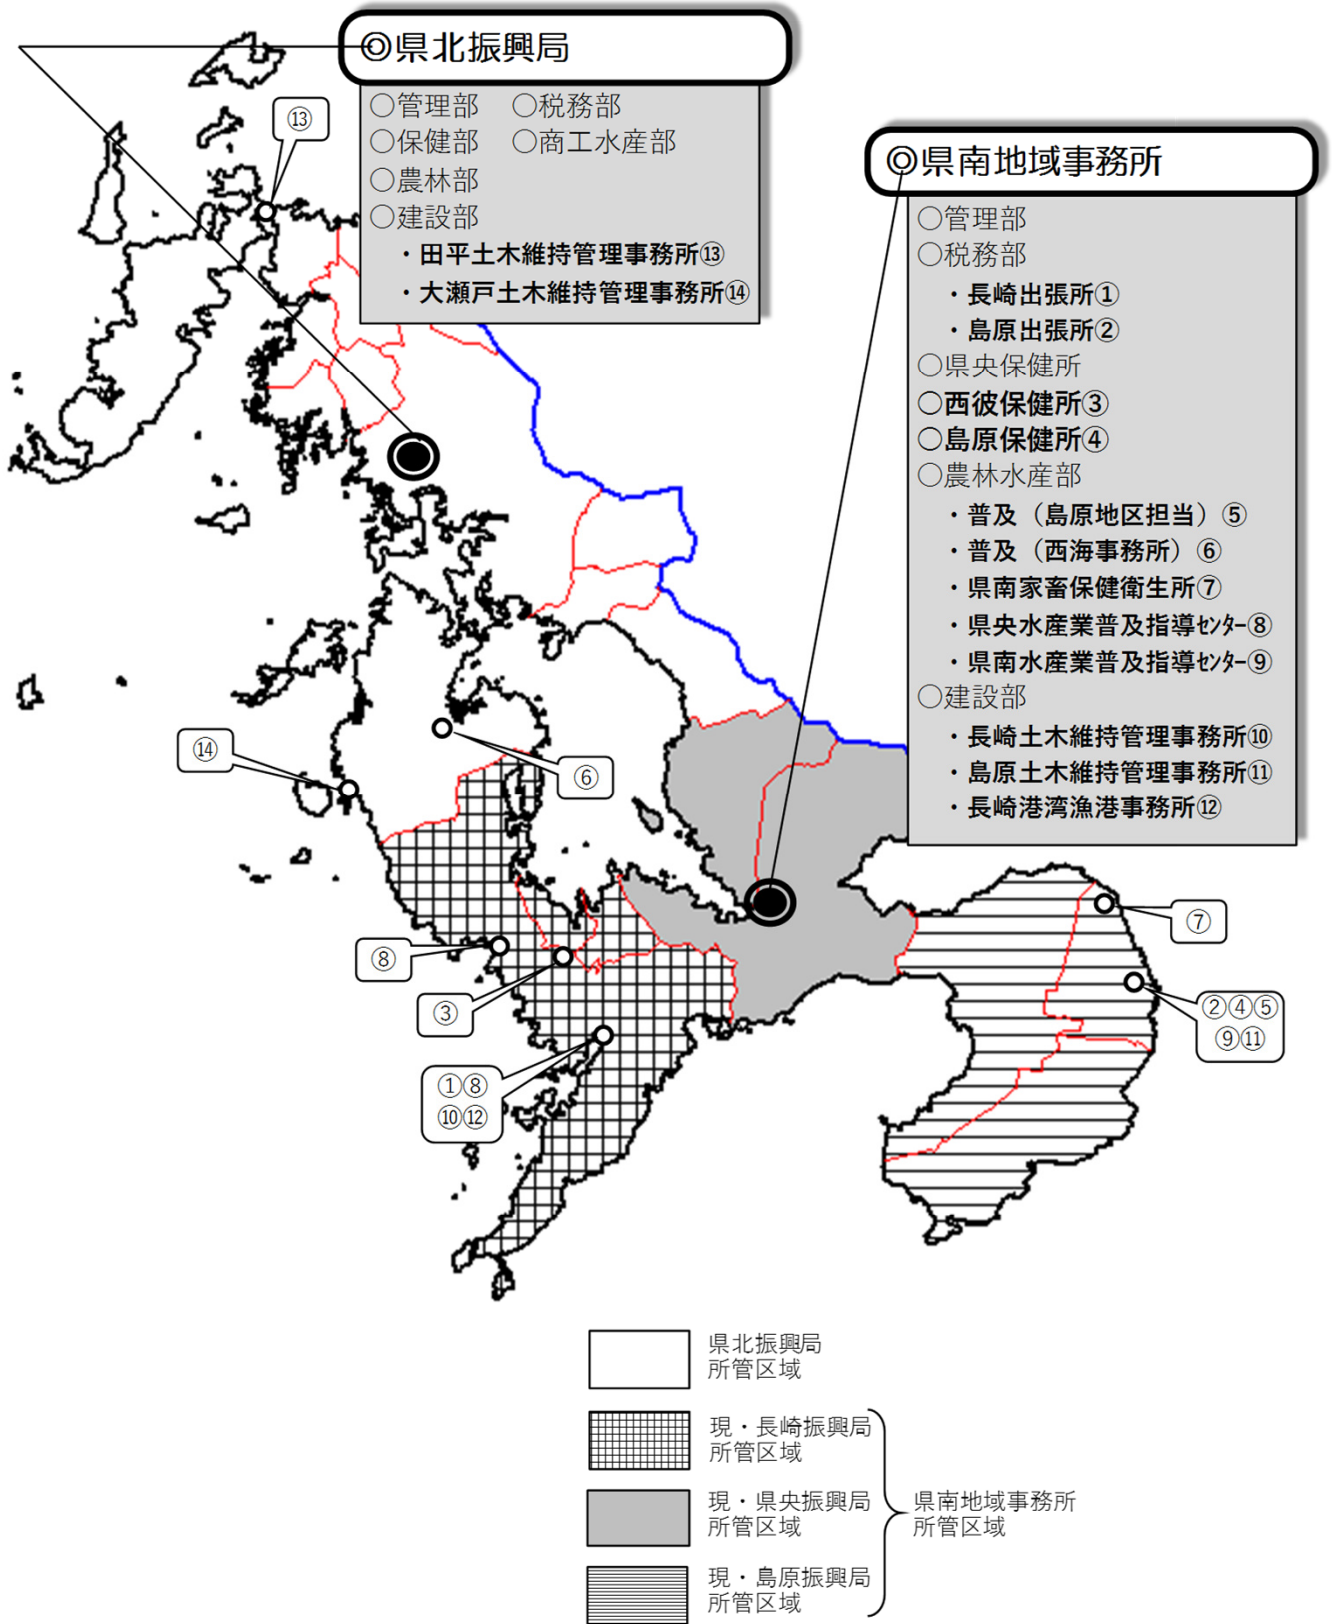 ◎県北振興局
○管理部　○税務部
○保健部　○商工水産部
○農林部
○建設部
・田平土木維持管理事務所⑬
・大瀬戸土木維持管理事務所⑭
⑬
◎県南地域事務所
○管理部
○税務部
・長崎出張所①
・島原出張所②
○県央保健所
○西彼保健所③
○島原保健所④
○農林水産部
・普及（島原地区担当）⑤
・普及（西海事務所）⑥
・県南家畜保健衛生所⑦
・県央水産業普及指導ｾﾝﾀｰ⑧
・県南水産業普及指導ｾﾝﾀｰ⑨
○建設部
・長崎土木維持管理事務所⑩
・島原土木維持管理事務所⑪
・長崎港湾漁港事務所⑫
⑭
⑥
⑦
⑧
③
②④⑤
⑨⑪
①⑧
⑩⑫
県北振興局
所管区域
現・長崎振興局
所管区域
現・県央振興局
所管区域
現・島原振興局
所管区域
県南地域事務所
所管区域